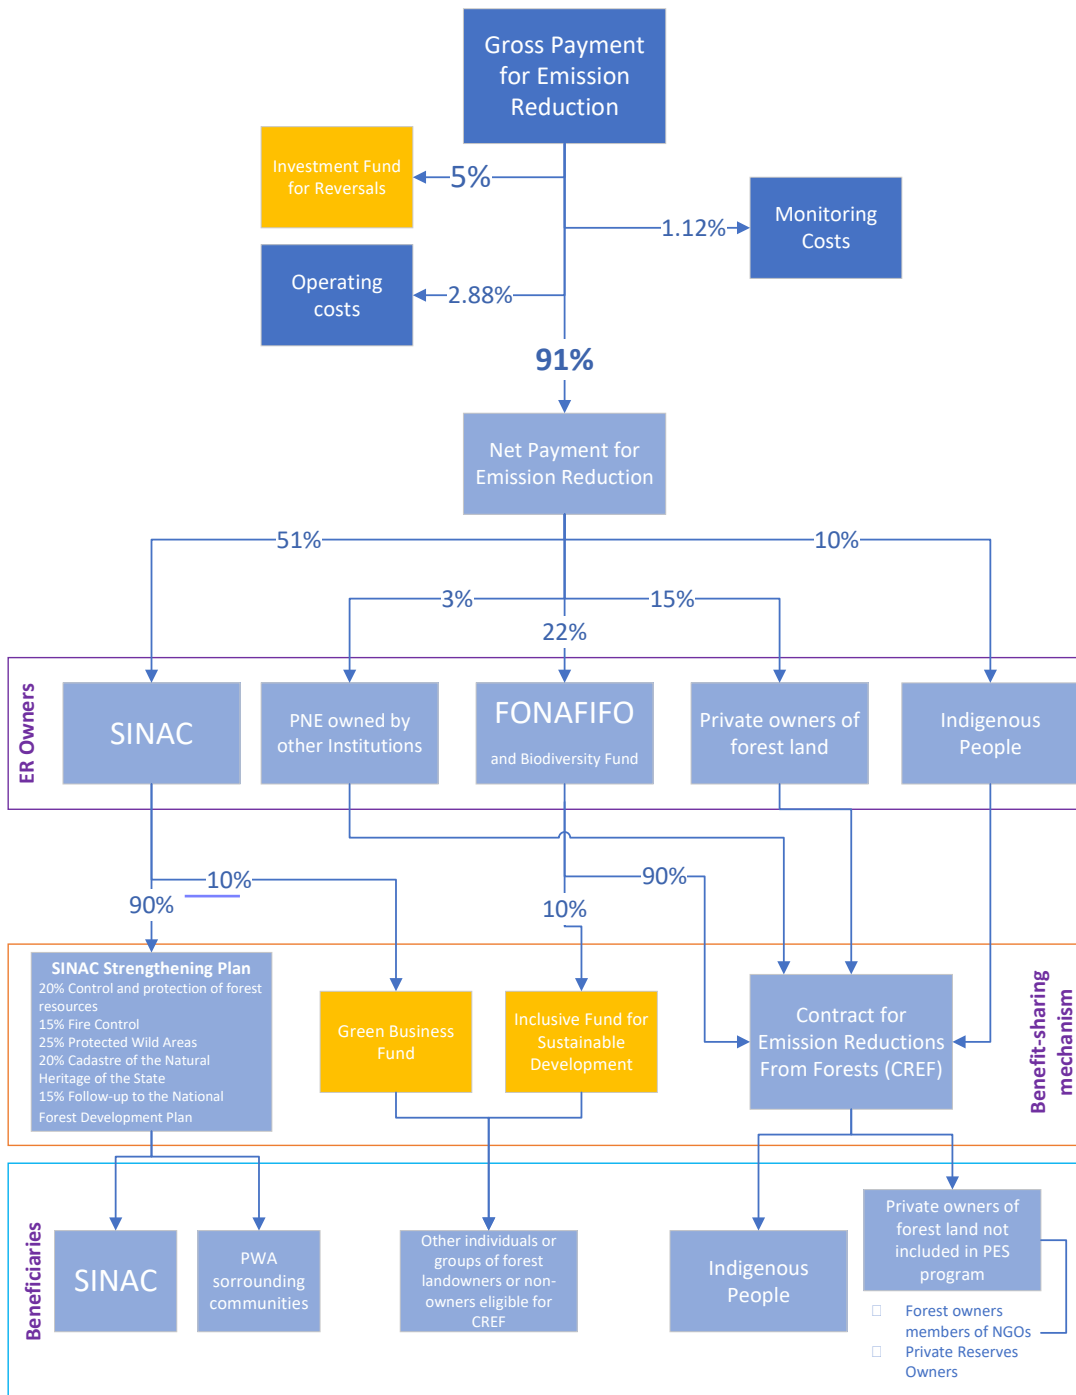 Gross Payment
for Emission
Reduction
Investment Fund
for Reversals
5%
1.12%
Monitoring
Costs
Operating
costs
2.88%
91%
Net Payment for
Emission Reduction
51%
10%
3%
15%
22%
ER Owners
SINAC
PNE owned by
other Institutions
FONAFIFO
and Biodiversity Fund
Private owners of
forest land
Indigenous
People
10%
90%
90%
10%
SINAC Strengthening Plan
20% Control and protection of forest
resources
15% Fire Control
25% Protected Wild Areas
20% Cadastre of the Natural
Heritage of the State
15% Follow-up to the National
Forest Development Plan
Green Business
Fund
Inclusive Fund for
Sustainable
Development
Contract for
Emission Reductions
From Forests (CREF)
Benefit-sharing
mechanism
Beneficiaries
SINAC
PWA
sorrounding
communities
Other individuals or
groups of forest
landowners or non-
owners eligible for
CREF
Indigenous
People
Private owners of
forest land not
included in PES
program
Forest owners
members of NGOs
Private Reserves
Owners